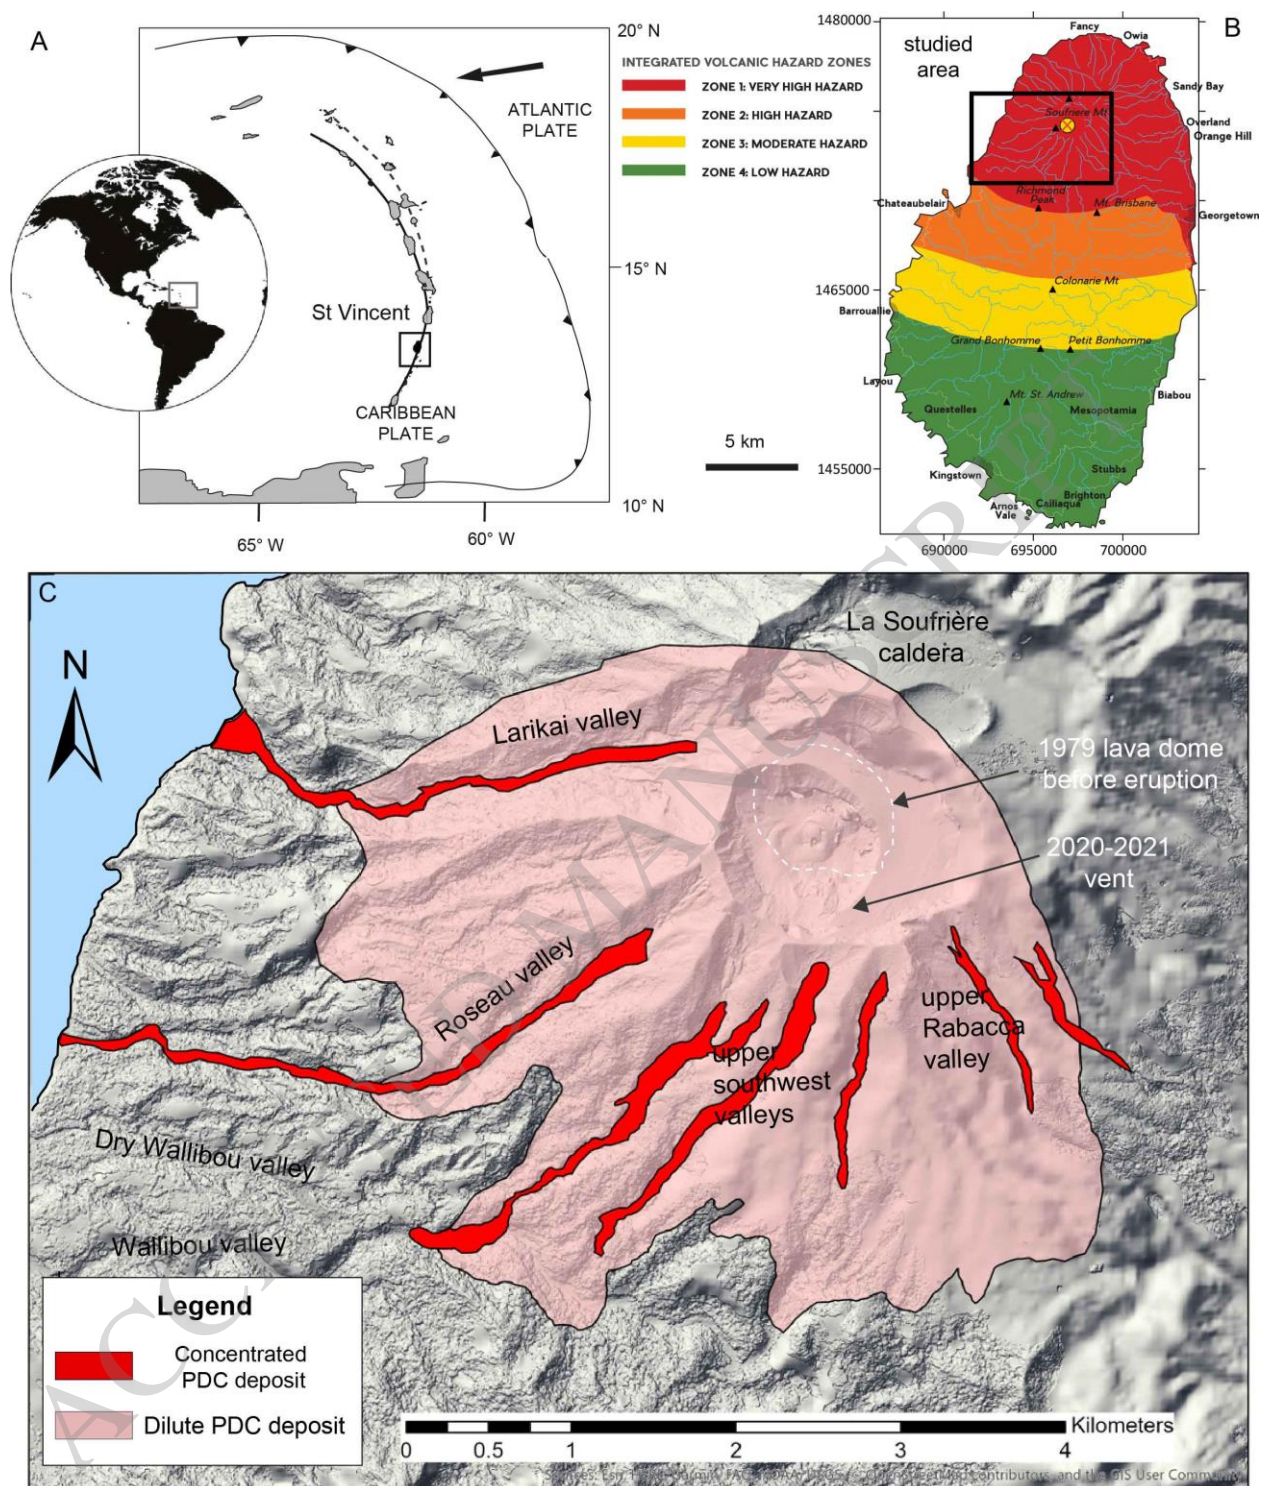 A
20° N
ATLANTIC
PLATE
15° N
St Vincent
CARIBBEAN
PLATE
10° N
65° W
60° W
B
1480000
1465000
1455000
690000
695000
700000
studied
area
INTEGRATED VOLCANIC HAZARD ZONES
ZONE 1: VERY HIGH HAZARD
ZONE 2: HIGH HAZARD
ZONE 3: MODERATE HAZARD
ZONE 4: LOW HAZARD
5 km
Fancy
Owia
Sandy Bay
Soufriere Mt
Overland
Orange Hill
Richmond
Peak
Mt. Brisbane
Chateaubelair
Georgetown
Colonarie Mt
Barrouallie
Grand Bonhomme
Petit Bonhomme
Layou
Mt. St. Andrew
Biabou
Questelles
Mesopotamia
Kingstown
Stubbs
Brighton
Arnos
Vale
Calliaqua
C
N
La Soufrière
caldera
Larikai valley
1979 lava dome
before eruption
2020-2021
vent
Roseau valley
upper
Rabacca
valley
upper
southwest
valleys
Dry Wallibou valley
Wallibou valley
Legend
Concentrated
PDC deposit
Dilute PDC deposit
Kilometers
0 0.5 1 2 3 4
ACCEPTED MANUSCRIPT